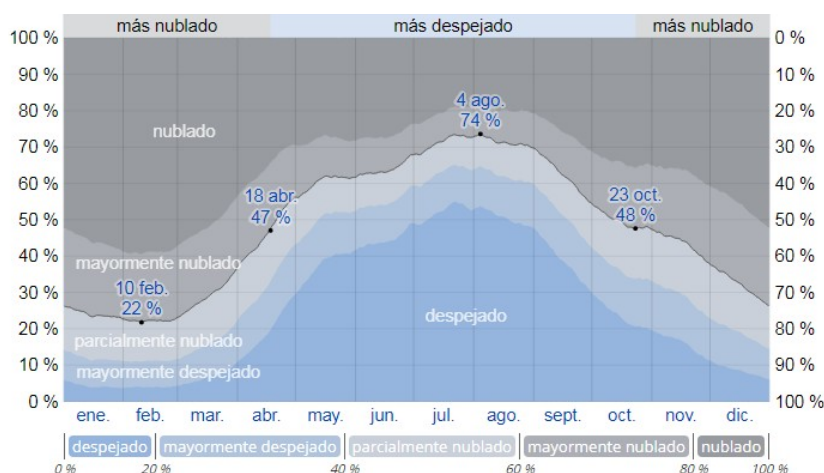 más nublado más despejado más nublado
100 % 0 %
90 % 10 %
80 % 20 %
70 % 30 %
60 % 40 %
50 % 50 %
40 % 60 %
30 % 70 %
20 % 80 %
10 % 90 %
0 % 100 %
nublado
4 ago.
74 %
18 abr.
47 %
23 oct.
48 %
mayormente nublado
10 feb.
22 %
despejado
parcialmente nublado
mayormente despejado
ene. feb. mar. abr. may. jun. jul. ago. sept. oct. nov. dic.
despejado mayormente despejado parcialmente nublado mayormente nublado nublado
0 % 20 % 40 % 60 % 80 % 100 %